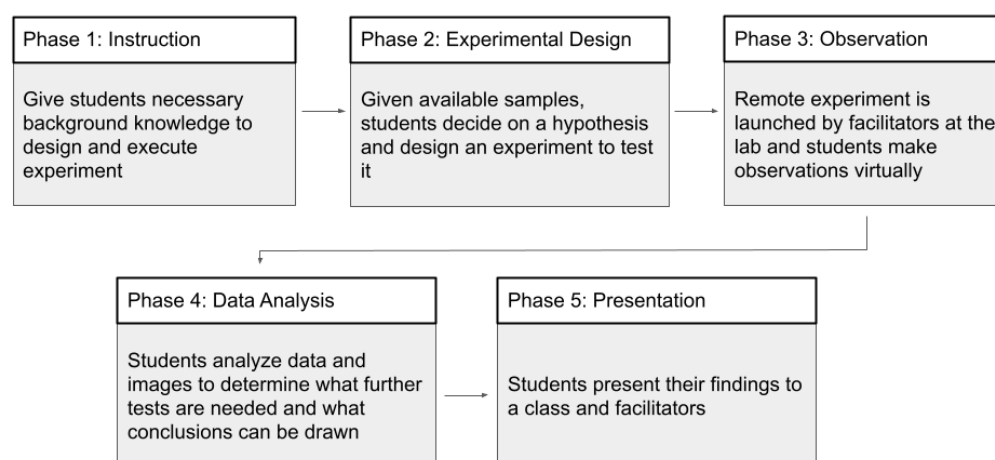 Phase 1: Instruction
Give students necessary
background knowledge to
design and execute
experiment
Phase 2: Experimental Design
Given available samples,
students decide on a hypothesis
and design an experiment to test
it
Phase 3: Observation
Remote experiment is
launched by facilitators at the
lab and students make
observations virtually
Phase 4: Data Analysis
Students analyze data and
images to determine what further
tests are needed and what
conclusions can be drawn
Phase 5: Presentation
Students present their findings to
a class and facilitators